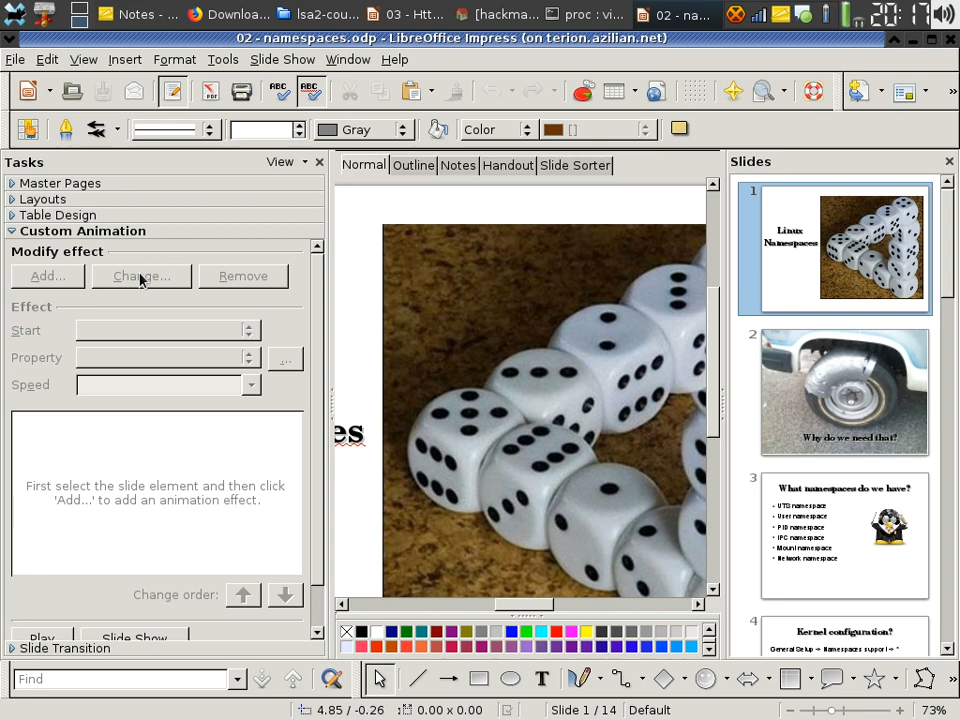 Notes - ...
Downloa...
lsa2-cou...
03 - Htt...
[hackma...
proc : vi...
02 - na...
20:17
02 - namespaces.odp - LibreOffice Impress (on terion.azilian.net)
File Edit View Insert Format Tools Slide Show Window Help
Gray
Color
[]
Tasks
View
Normal
Outline
Notes
Handout
Slide Sorter
Slides
Master Pages
Layouts
Table Design
Custom Animation
Modify effect
Add...
Change...
Remove
Effect
Start
Property
...
Speed
First select the slide element and then click
'Add...' to add an animation effect.
Change order:
Play
Slide Show
Slide Transition
es
1
Linux
Namespaces
2
Why do we need that?
3
What namespaces do we have?
• UTS namespace
• User namespace
• PID namespace
• IPC namespace
• Mount namespace
• Network namespace
4
Kernel configuration?
General Setup -> Namespaces support -> *
Find
4.85 / -0.26
0.00 x 0.00
Slide 1 / 14
Default
73%